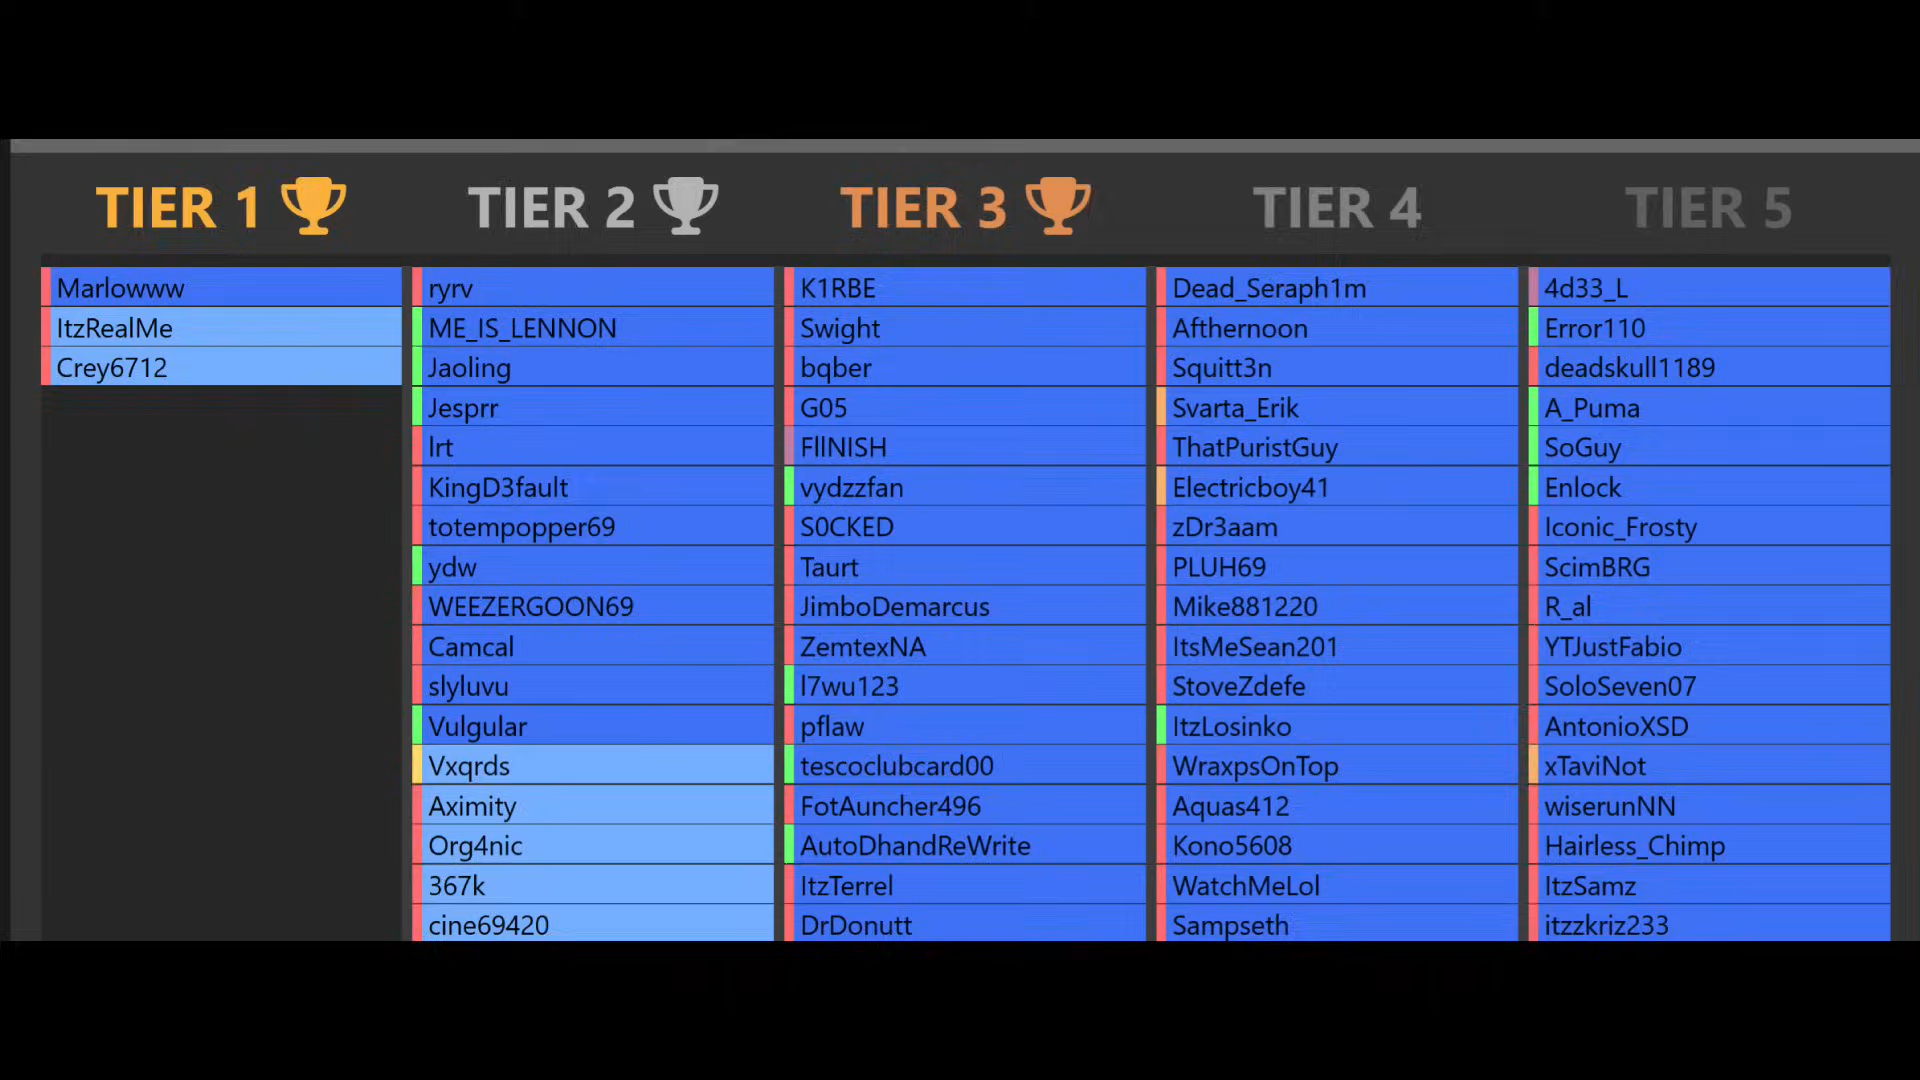 TIER 1
Marlowww
ItzRealMe
Crey6712
TIER 2
ryrv
ME_IS_LENNON
Jaoling
Jesprr
lrt
KingD3fault
totempopper69
ydw
WEEZERGOON69
Camcal
slyluvu
Vulgular
Vxqrds
Aximity
Org4nic
367k
cine69420
TIER 3
K1RBE
Swight
bqber
G05
FllNISH
vydzzfan
S0CKED
Taurt
JimboDemarcus
ZemtexNA
l7wu123
pflaw
tescoclubcard00
FotAuncher496
AutoDhandReWrite
ItzTerrel
DrDonutt
TIER 4
Dead_Seraph1m
Afthernoon
Squitt3n
Svarta_Erik
ThatPuristGuy
Electricboy41
zDr3aam
PLUH69
Mike881220
ItsMeSean201
StoveZdefe
ItzLosinko
WraxpsOnTop
Aquas412
Kono5608
WatchMeLol
Sampseth
TIER 5
4d33_L
Error110
deadskull1189
A_Puma
SoGuy
Enlock
Iconic_Frosty
ScimBRG
R_al
YTJustFabio
SoloSeven07
AntonioXSD
xTaviNot
wiserunNN
Hairless_Chimp
ItzSamz
itzzkriz233